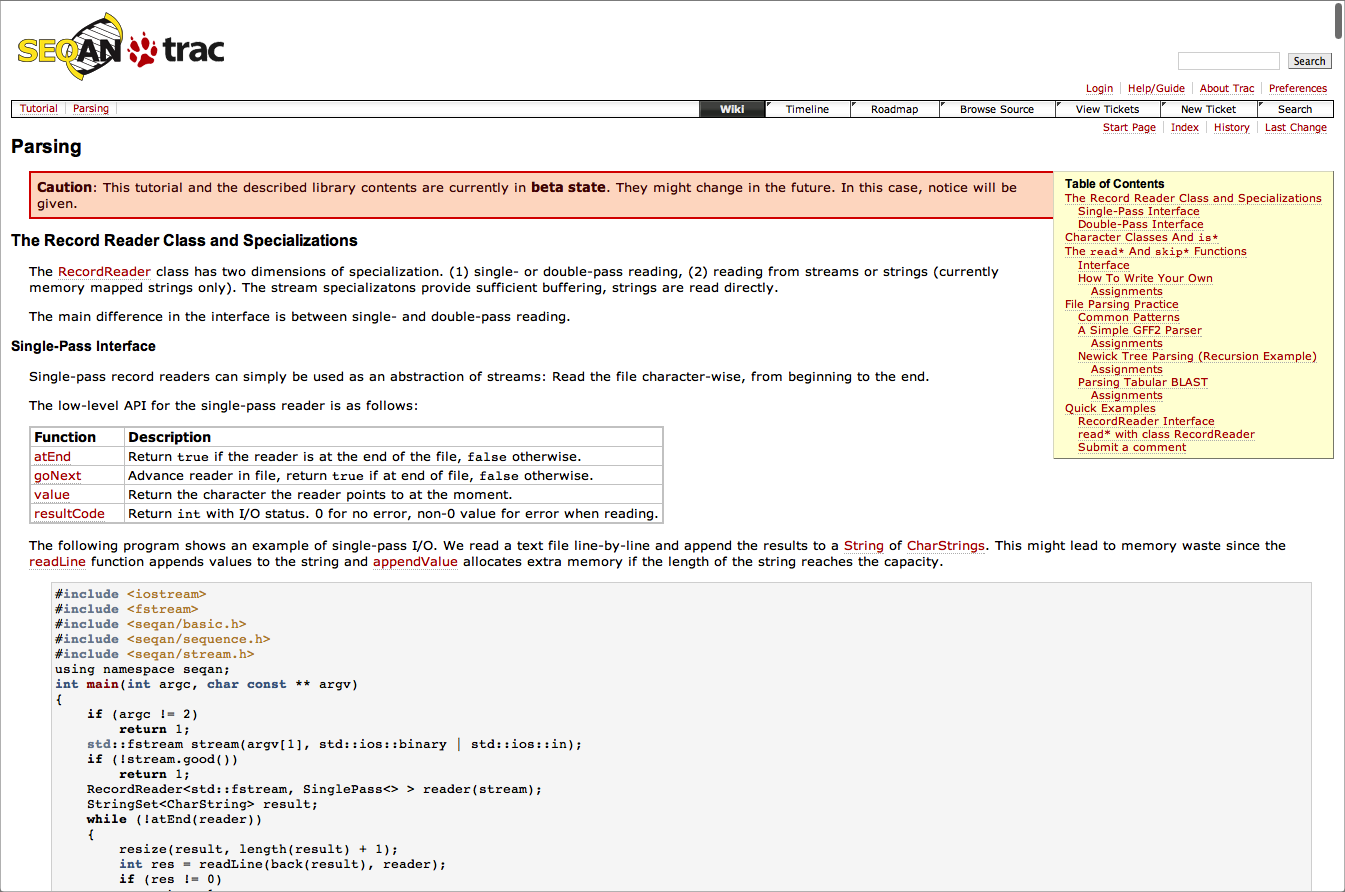 SEQAN trac
Search
Login Help/Guide About Trac Preferences
Tutorial Parsing Wiki Timeline Roadmap Browse Source View Tickets New Ticket Search
Start Page Index History Last Change
Parsing
Caution: This tutorial and the described library contents are currently in beta state. They might change in the future. In this case, notice will be
given.
Table of Contents
The Record Reader Class and Specializations
Single-Pass Interface
Double-Pass Interface
Character Classes And is*
The read* And skip* Functions
Interface
How To Write Your Own
Assignments
File Parsing Practice
Common Patterns
A Simple GFF2 Parser
Assignments
Newick Tree Parsing (Recursion Example)
Assignments
Parsing Tabular BLAST
Assignments
Quick Examples
RecordReader Interface
read* with class RecordReader
Submit a comment
The Record Reader Class and Specializations
The RecordReader class has two dimensions of specialization. (1) single- or double-pass reading, (2) reading from streams or strings (currently
memory mapped strings only). The stream specializatons provide sufficient buffering, strings are read directly.
The main difference in the interface is between single- and double-pass reading.
Single-Pass Interface
Single-pass record readers can simply be used as an abstraction of streams: Read the file character-wise, from beginning to the end.
The low-level API for the single-pass reader is as follows:
Function Description
atEnd Return true if the reader is at the end of the file, false otherwise.
goNext Advance reader in file, return true if at end of file, false otherwise.
value Return the character the reader points to at the moment.
resultCode Return int with I/O status. 0 for no error, non-0 value for error when reading.
The following program shows an example of single-pass I/O. We read a text file line-by-line and append the results to a String of CharStrings. This might lead to memory waste since the
readLine function appends values to the string and appendValue allocates extra memory if the length of the string reaches the capacity.
#include <iostream>
#include <fstream>
#include <seqan/basic.h>
#include <seqan/sequence.h>
#include <seqan/stream.h>
using namespace seqan;
int main(int argc, char const ** argv)
{
    if (argc != 2)
        return 1;
    std::fstream stream(argv[1], std::ios::binary | std::ios::in);
    if (!stream.good())
        return 1;
    RecordReader<std::fstream, SinglePass<> > reader(stream);
    StringSet<CharString> result;
    while (!atEnd(reader))
    {
        resize(result, length(result) + 1);
        int res = readLine(back(result), reader);
        if (res != 0)